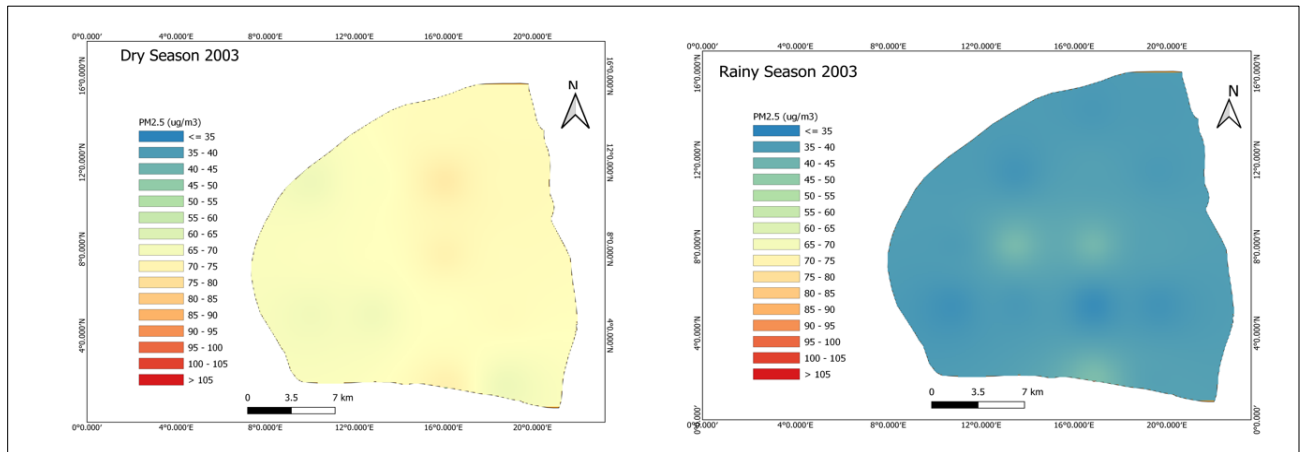 0°0.000' 4°0.000'E 8°0.000'E 12°0.000'E 16°0.000'E 20°0.000'E
Dry Season 2003
N
PM2.5 (ug/m3)
<= 35
35 - 40
40 - 45
45 - 50
50 - 55
55 - 60
60 - 65
65 - 70
70 - 75
75 - 80
80 - 85
85 - 90
90 - 95
95 - 100
100 - 105
> 105
0 3.5 7 km
16°0.000'N
12°0.000'N
8°0.000'N
4°0.000'N
0°0.000'
16°0.000'N
12°0.000'N
8°0.000'N
4°0.000'N
0°0.000' 4°0.000'E 8°0.000'E 12°0.000'E 16°0.000'E 20°0.000'E
0°0.000' 4°0.000'E 8°0.000'E 12°0.000'E 16°0.000'E 20°0.000'E
Rainy Season 2003
N
PM2.5 (ug/m3)
<= 35
35 - 40
40 - 45
45 - 50
50 - 55
55 - 60
60 - 65
65 - 70
70 - 75
75 - 80
80 - 85
85 - 90
90 - 95
95 - 100
100 - 105
> 105
0 3.5 7 km
16°0.000'N
12°0.000'N
8°0.000'N
4°0.000'N
0°0.000'
16°0.000'N
12°0.000'N
8°0.000'N
4°0.000'N
0°0.000'
0°0.000' 4°0.000'E 8°0.000'E 12°0.000'E 16°0.000'E 20°0.000'E